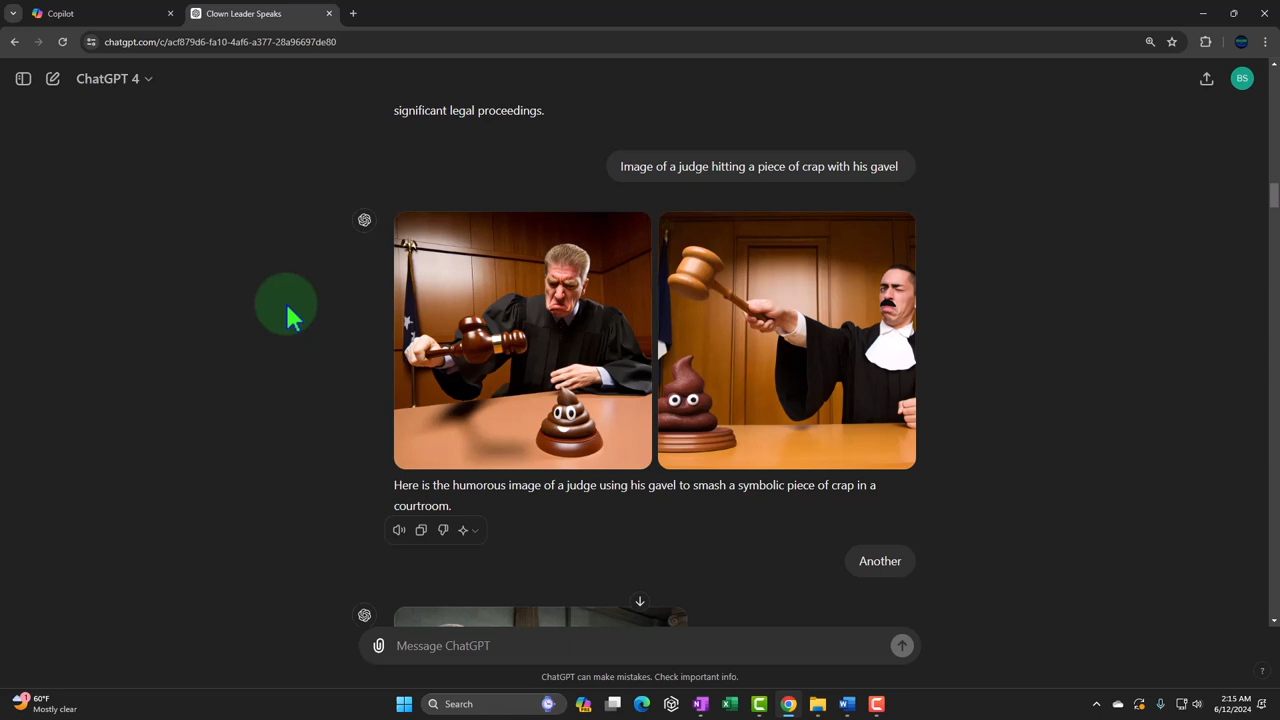 Copilot
Clown Leader Speaks
chatgpt.com/c/acf879d6-fa10-4af6-a377-28a96697de80
ChatGPT 4
BS
significant legal proceedings.
Image of a judge hitting a piece of crap with his gavel
Here is the humorous image of a judge using his gavel to smash a symbolic piece of crap in a
courtroom.
Another
Message ChatGPT
ChatGPT can make mistakes. Check important info.
?
1
60°F
Mostly clear
Search
2:15 AM
6/12/2024